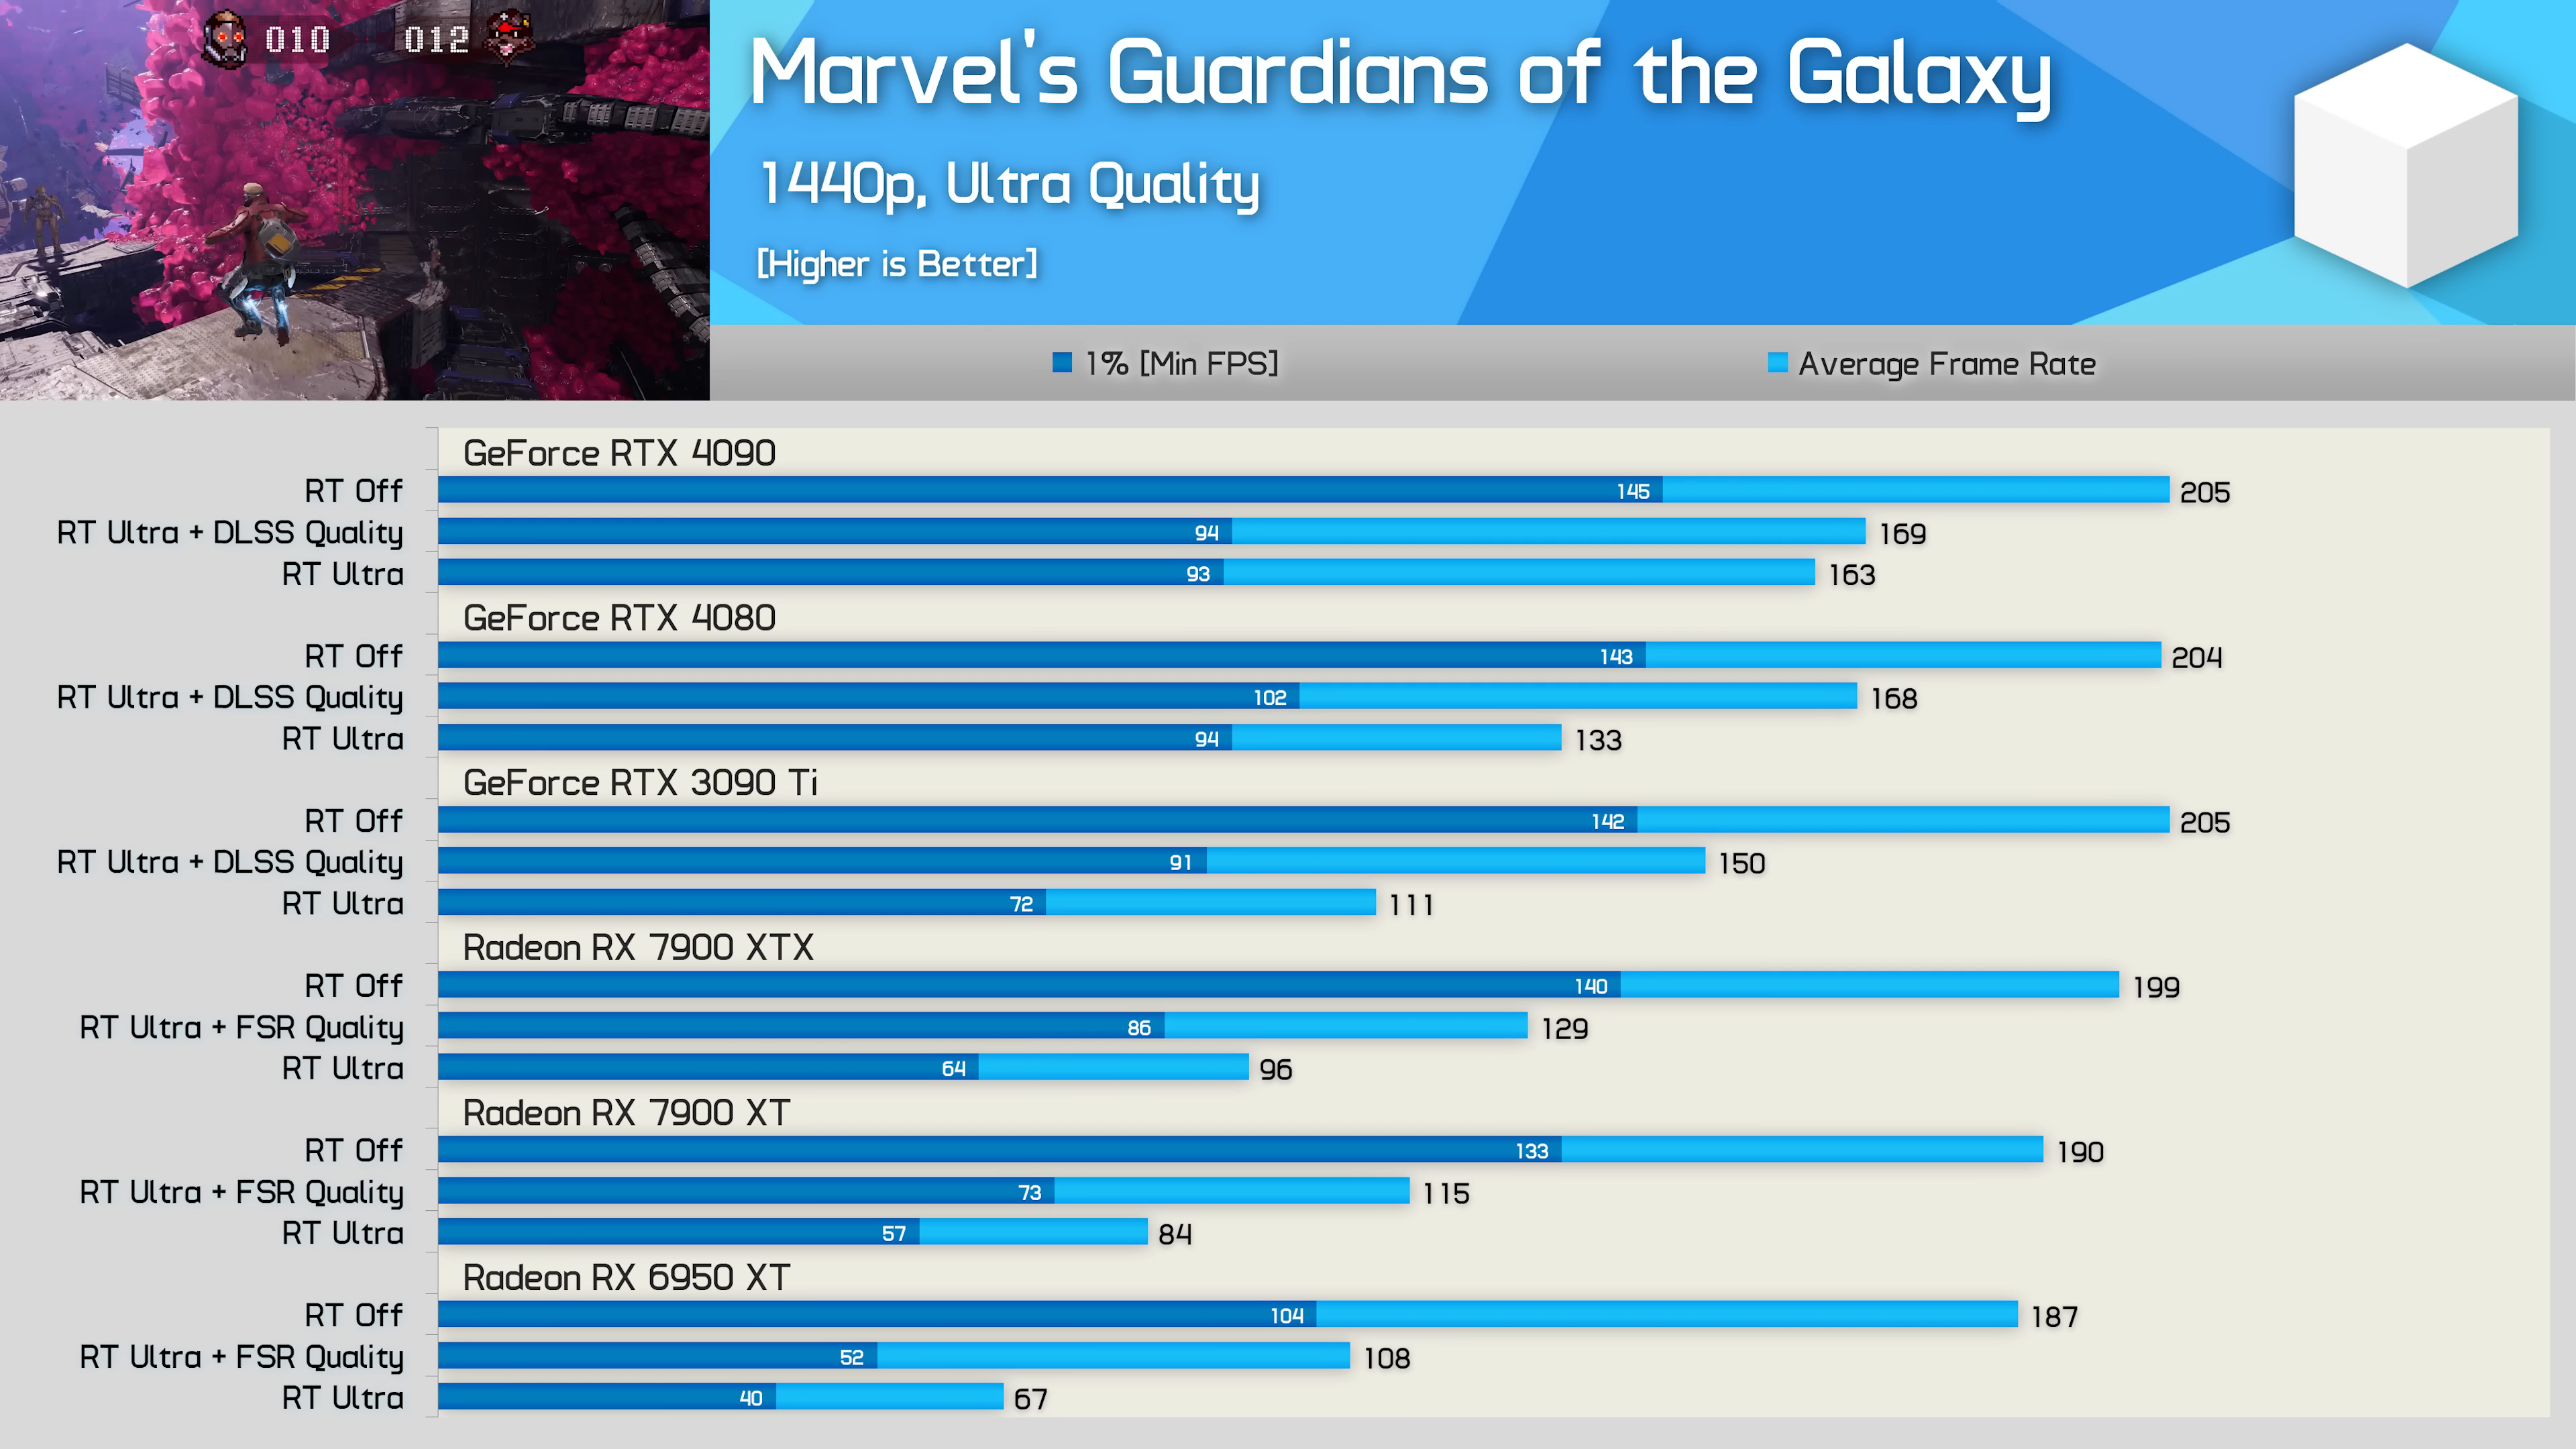 010 012
Marvel's Guardians of the Galaxy
1440p, Ultra Quality
[Higher is Better]
1% [Min FPS] Average Frame Rate
GeForce RTX 4090
RT Off 145 205
RT Ultra + DLSS Quality 94 169
RT Ultra 93 163
GeForce RTX 4080
RT Off 143 204
RT Ultra + DLSS Quality 102 168
RT Ultra 94 133
GeForce RTX 3090 Ti
RT Off 142 205
RT Ultra + DLSS Quality 91 150
RT Ultra 72 111
Radeon RX 7900 XTX
RT Off 140 199
RT Ultra + FSR Quality 86 129
RT Ultra 64 96
Radeon RX 7900 XT
RT Off 133 190
RT Ultra + FSR Quality 73 115
RT Ultra 57 84
Radeon RX 6950 XT
RT Off 104 187
RT Ultra + FSR Quality 52 108
RT Ultra 40 67